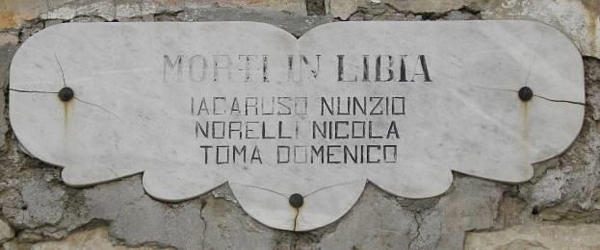 MORTI IN LIBIA
IACARUSO NUNZIO
NORELLI NICOLA
TOMA DOMENICO